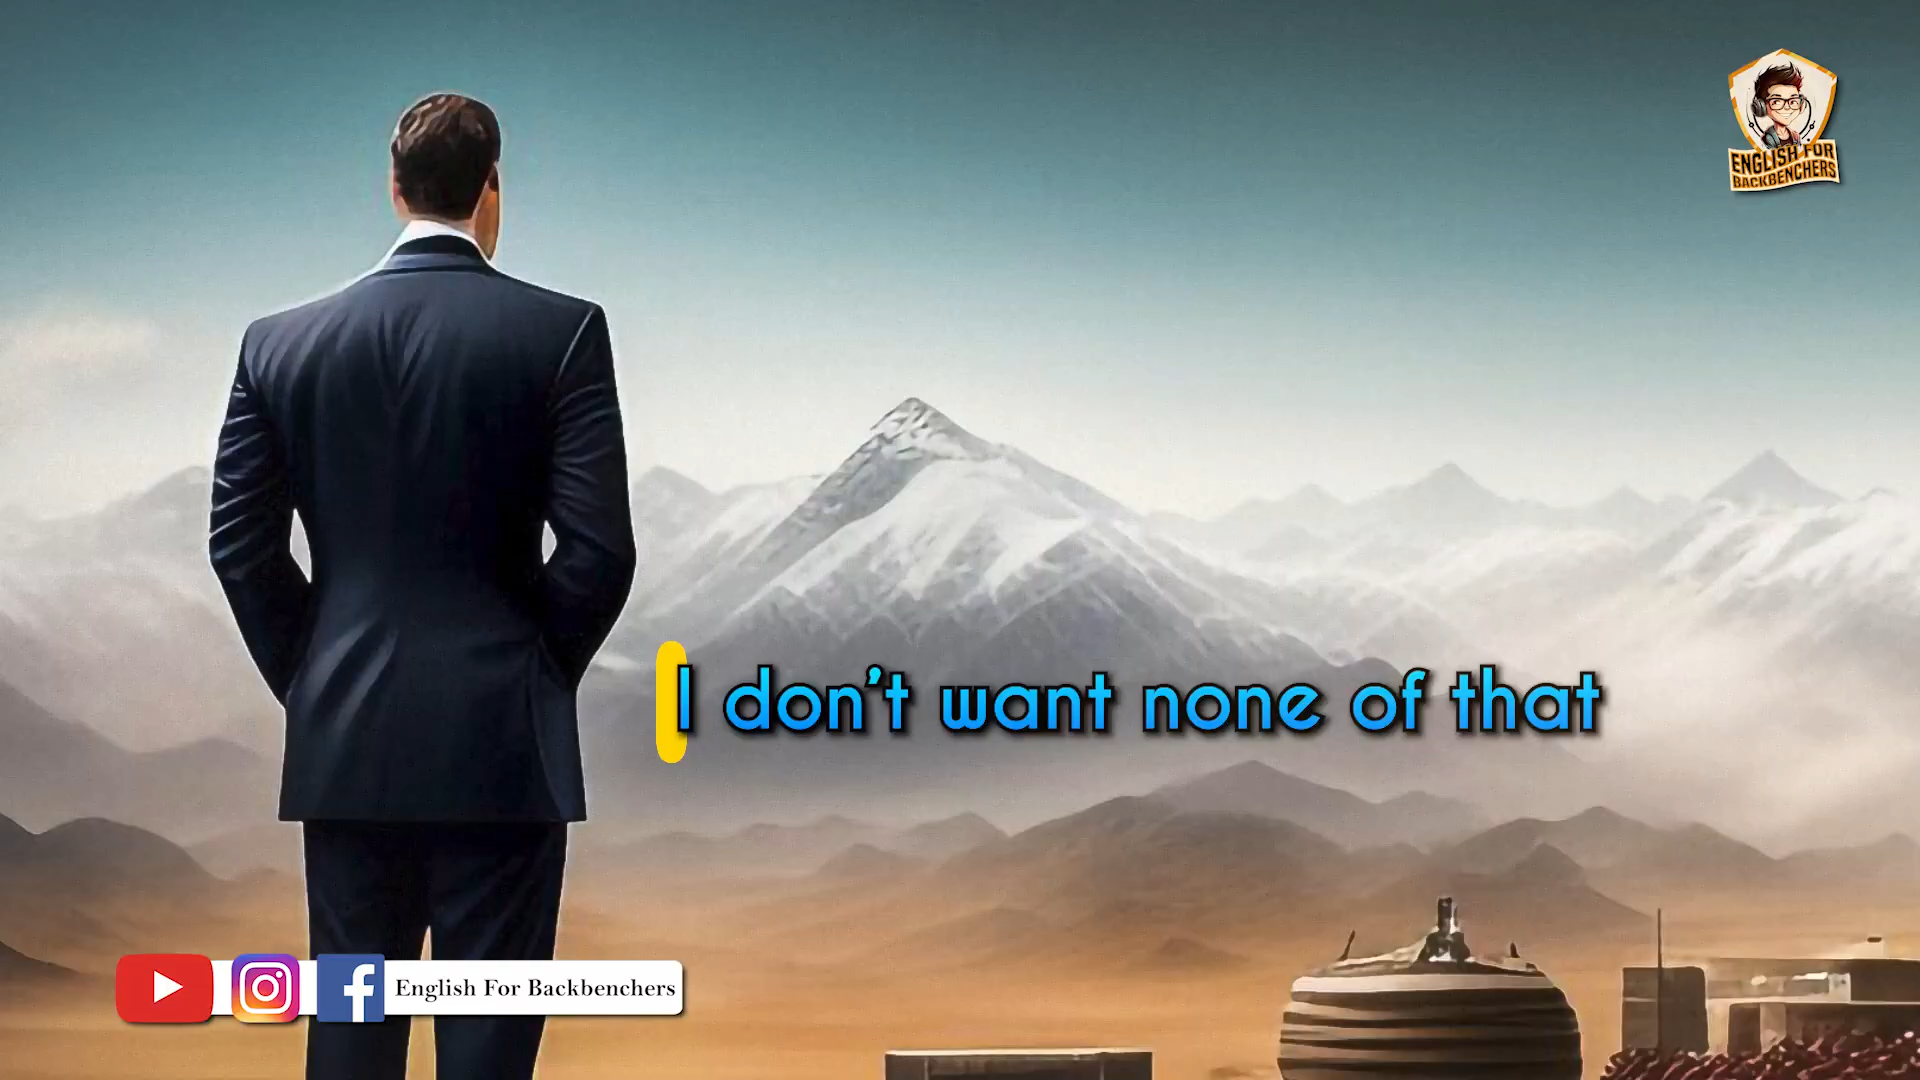 ENGLISH FOR
BACKBENCHERS
I don't want none of that
English For Backbenchers